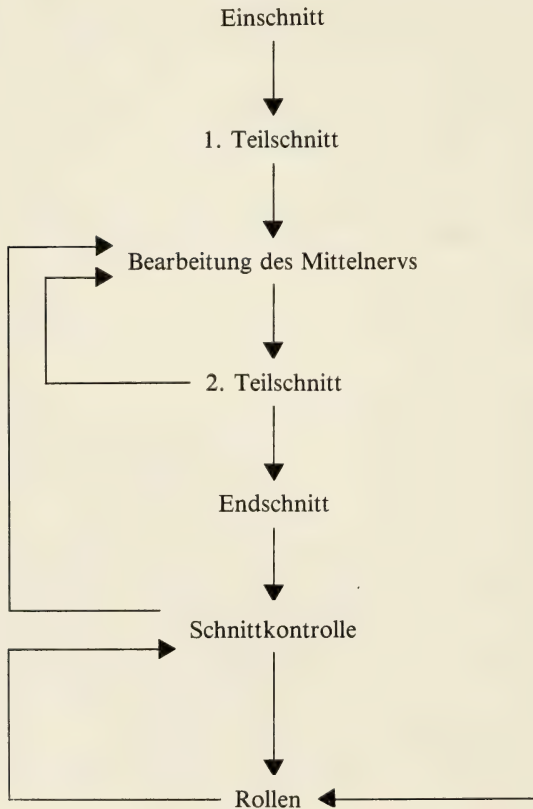 Einschnitt
1. Teilschnitt
Bearbeitung des Mittelnervs
2. Teilschnitt
Endschnitt
Schnittkontrolle
Rollen